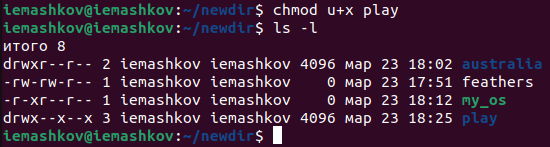 iemashkov@iemashkov:~/newdir$ chmod u+x play
iemashkov@iemashkov:~/newdir$ ls -l
итого 8
drwxr--r-- 2 iemashkov iemashkov 4096 мар 23 18:02 australia
-rw-rw-r-- 1 iemashkov iemashkov    0 мар 23 17:51 feathers
-r-xr--r-- 1 iemashkov iemashkov    0 мар 23 18:12 my_os
drwx--x--x 3 iemashkov iemashkov 4096 мар 23 18:25 play
iemashkov@iemashkov:~/newdir$